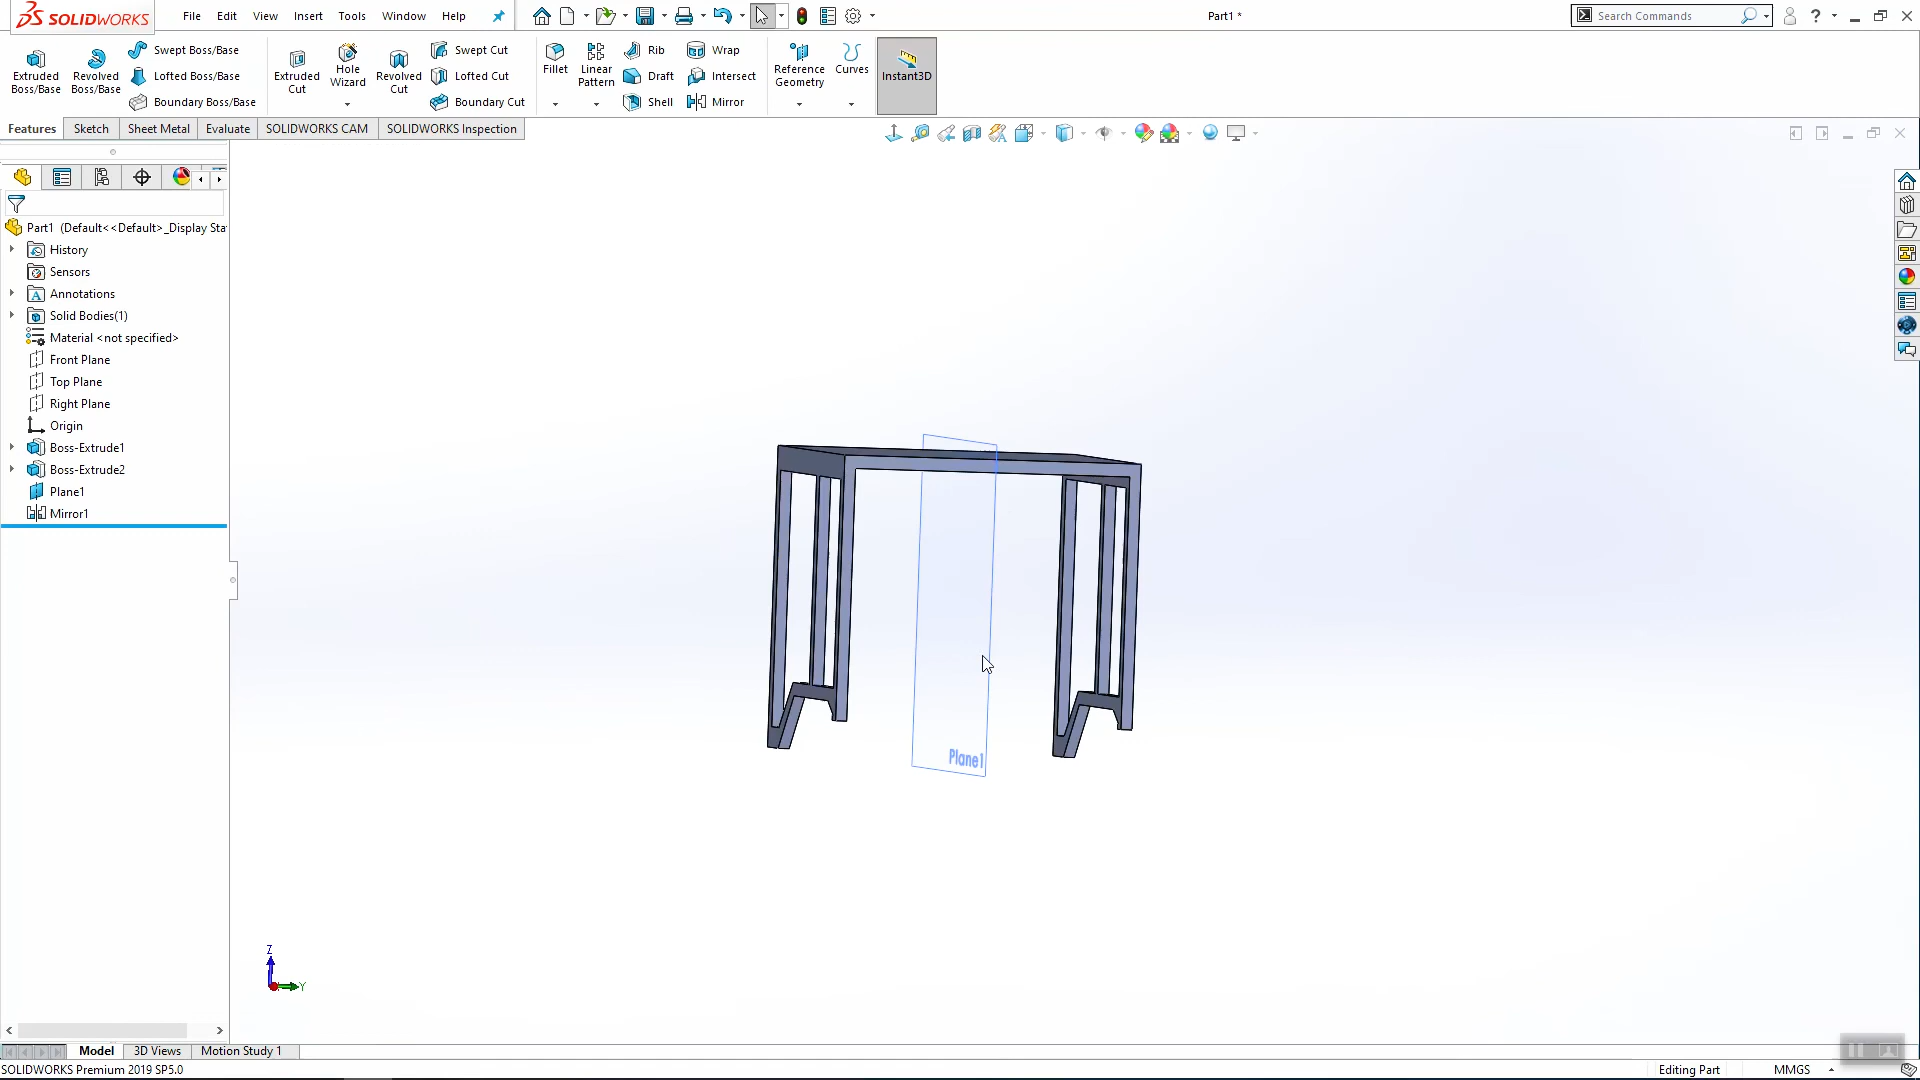 SOLIDWORKS
File Edit View Insert Tools Window Help
Part1 *
Search Commands
Extruded Boss/Base
Revolved Boss/Base
Swept Boss/Base
Lofted Boss/Base
Boundary Boss/Base
Extruded Cut
Hole Wizard
Revolved Cut
Swept Cut
Lofted Cut
Boundary Cut
Fillet
Linear Pattern
Rib
Draft
Shell
Wrap
Intersect
Mirror
Reference Geometry
Curves
Instant3D
Features Sketch Sheet Metal Evaluate SOLIDWORKS CAM SOLIDWORKS Inspection
Part1 (Default<<Default>_Display Sta
History
Sensors
Annotations
Solid Bodies(1)
Material <not specified>
Front Plane
Top Plane
Right Plane
Origin
Boss-Extrude1
Boss-Extrude2
Plane1
Mirror1
Plane1
Z
Y
Model 3D Views Motion Study 1
SOLIDWORKS Premium 2019 SP5.0
Editing Part MMGS